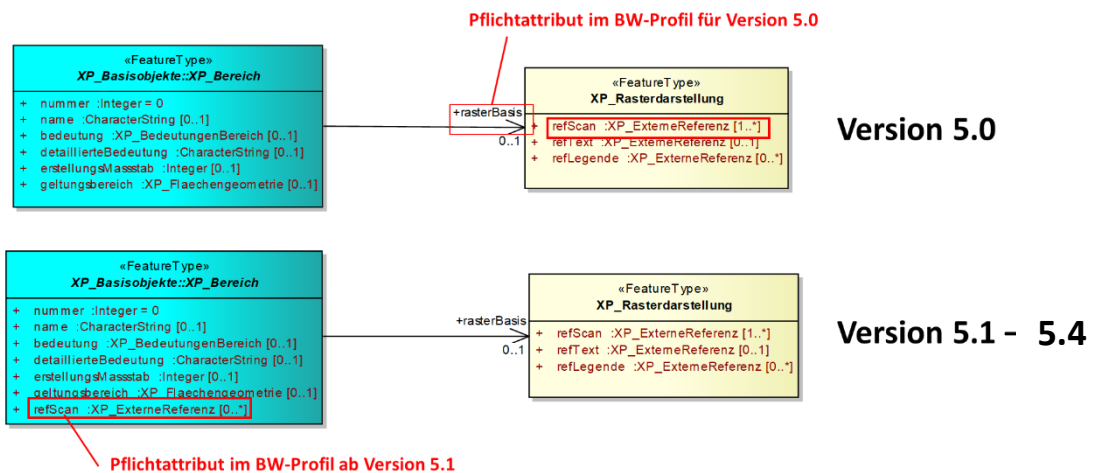 Pflichtattribut im BW-Profil für Version 5.0
«FeatureType»
XP_Basisobjekte::XP_Bereich
+ nummer :Integer = 0
+ name :CharacterString [0..1]
+ bedeutung :XP_BedeutungenBereich [0..1]
+ detaillierteBedeutung :CharacterString [0..1]
+ erstellungsMassstab :Integer [0..1]
+ geltungsbereich :XP_Flaechengeometrie [0..1]
+rasterBasis
0..1
«FeatureType»
XP_Rasterdarstellung
+ refScan :XP_ExterneReferenz [1..*]
+ refText :XP_ExterneReferenz [0..1]
+ refLegende :XP_ExterneReferenz [0..*]
Version 5.0
«FeatureType»
XP_Basisobjekte::XP_Bereich
+ nummer :Integer = 0
+ name :CharacterString [0..1]
+ bedeutung :XP_BedeutungenBereich [0..1]
+ detaillierteBedeutung :CharacterString [0..1]
+ erstellungsMassstab :Integer [0..1]
+ geltungsbereich :XP_Flaechengeometrie [0..1]
+ refScan :XP_ExterneReferenz [0..*]
+rasterBasis
0..1
«FeatureType»
XP_Rasterdarstellung
+ refScan :XP_ExterneReferenz [1..*]
+ refText :XP_ExterneReferenz [0..1]
+ refLegende :XP_ExterneReferenz [0..*]
Version 5.1 - 5.4
Pflichtattribut im BW-Profil ab Version 5.1